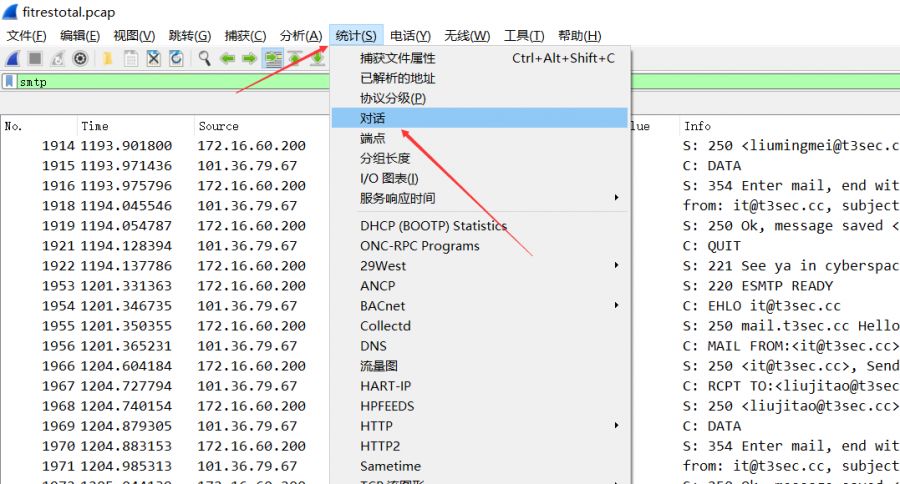 fitrestotal.pcap
文件(F) 编辑(E) 视图(V) 跳转(G) 捕获(C) 分析(A) 统计(S) 电话(Y) 无线(W) 工具(T) 帮助(H)
smtp
捕获文件属性 Ctrl+Alt+Shift+C
已解析的地址
协议分级(P)
对话
端点
分组长度
I/O 图表(I)
服务响应时间
DHCP (BOOTP) Statistics
ONC-RPC Programs
29West
ANCP
BACnet
Collectd
DNS
流量图
HART-IP
HPFEEDS
HTTP
HTTP2
Sametime
No. Time Source lue Info
1914 1193.901800 172.16.60.200 S: 250 <liumingmei@t3sec.c
1915 1193.971436 101.36.79.67 C: DATA
1916 1193.975796 172.16.60.200 S: 354 Enter mail, end wit
1918 1194.045546 101.36.79.67 from: it@t3sec.cc, subject
1919 1194.054787 172.16.60.200 S: 250 Ok, message saved <
1921 1194.128394 101.36.79.67 C: QUIT
1922 1194.137786 172.16.60.200 S: 221 See ya in cyberspac
1953 1201.331363 172.16.60.200 S: 220 ESMTP READY
1954 1201.346735 101.36.79.67 C: EHLO it@t3sec.cc
1955 1201.350355 172.16.60.200 S: 250 mail.t3sec.cc Hello
1956 1201.365231 101.36.79.67 C: MAIL FROM:<it@t3sec.cc>
1966 1204.604184 172.16.60.200 S: 250 <it@t3sec.cc>, Send
1967 1204.727794 101.36.79.67 C: RCPT TO:<liujitao@t3sec
1968 1204.740154 172.16.60.200 S: 250 <liujitao@t3sec.cc>
1969 1204.879305 101.36.79.67 C: DATA
1970 1204.883153 172.16.60.200 S: 354 Enter mail, end wit
1971 1204.985313 101.36.79.67 from: it@t3sec.cc, subject